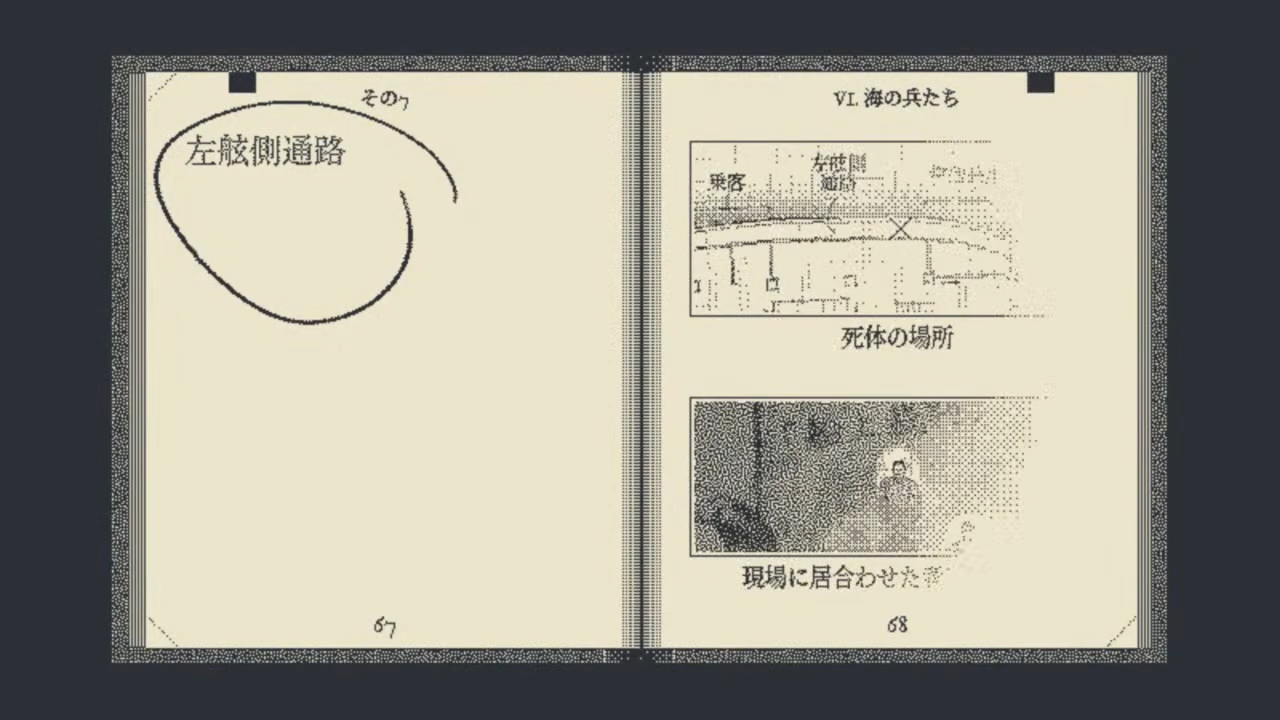 その7
左舷側通路
67
VI. 海の兵たち
左舷側
通路
乗客
死体の場所
現場に居合わせた
68